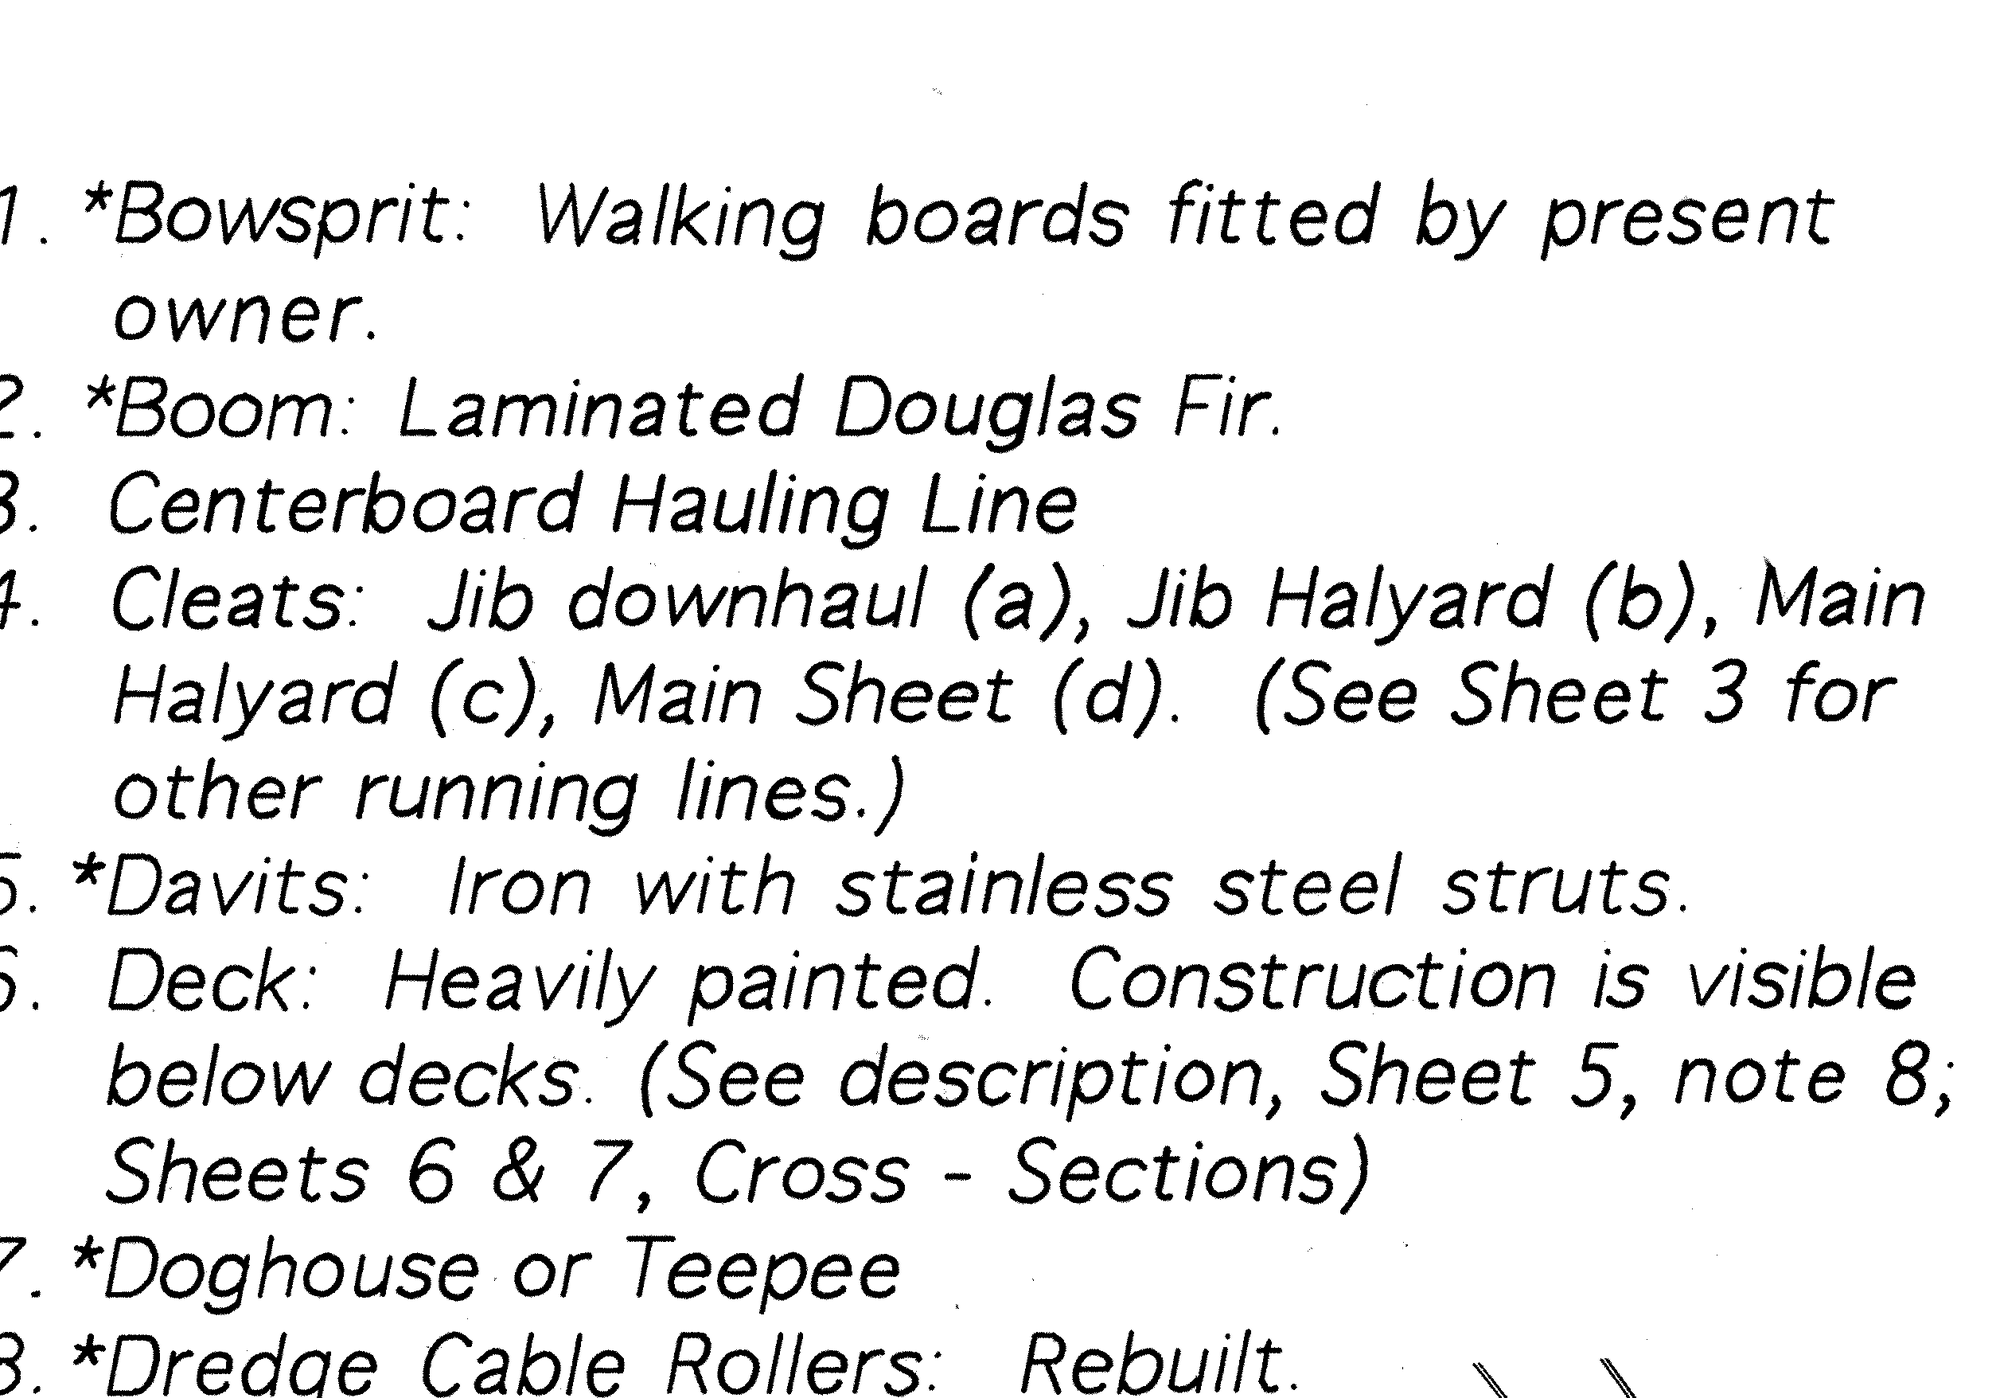 1. *Bowsprit: Walking boards fitted by present
owner.
2. *Boom: Laminated Douglas Fir.
3. Centerboard Hauling Line
4. Cleats: Jib downhaul (a), Jib Halyard (b), Main
Halyard (c), Main Sheet (d). (See Sheet 3 for
other running lines.)
5. *Davits: Iron with stainless steel struts.
6. Deck: Heavily painted. Construction is visible
below decks. (See description, Sheet 5, note 8;
Sheets 6 & 7, Cross - Sections)
7. *Doghouse or Teepee
8. *Dredge Cable Rollers: Rebuilt.